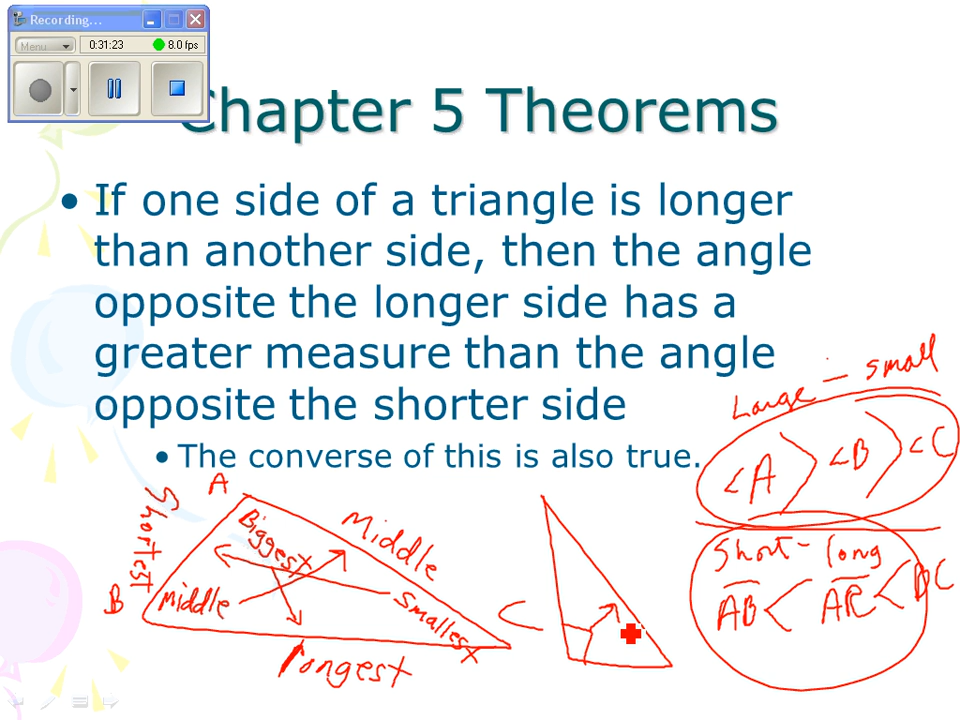 Recording...
Menu
0:31:23
8.0 fps
Chapter 5 Theorems
• If one side of a triangle is longer
than another side, then the angle
opposite the longer side has a
greater measure than the angle
opposite the shorter side
• The converse of this is also true.
Large - small
<A > <B > <C
Short - long
AB < AC < BC
A
Shortest
Biggest
Middle
B
Middle
Smallest
C
longest